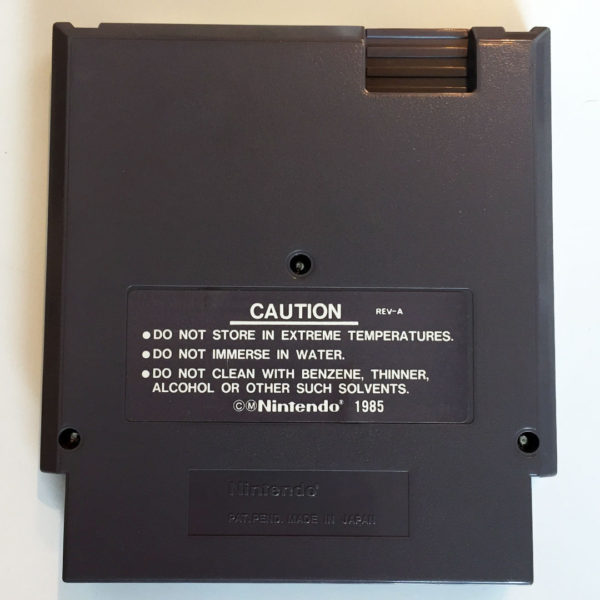 CAUTION REV-A
●DO NOT STORE IN EXTREME TEMPERATURES.
●DO NOT IMMERSE IN WATER.
●DO NOT CLEAN WITH BENZENE, THINNER,
ALCOHOL OR OTHER SUCH SOLVENTS.
©Ⓜ Nintendo® 1985
Nintendo®
PAT. PEND. MADE IN JAPAN